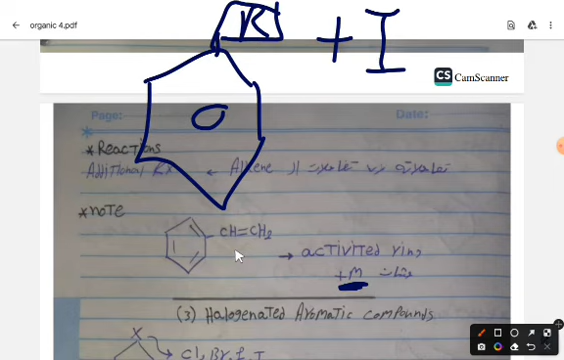 organic 4.pdf
R + I
CS CamScanner
Page: Date:
* Reactions
Additional Rx ← Alkene الـ تفاعلات
* note
CH=CH₂
→ activited ring
+M
(3) Halogenated Aromatic compounds
X
→ Cl, Br, F, I